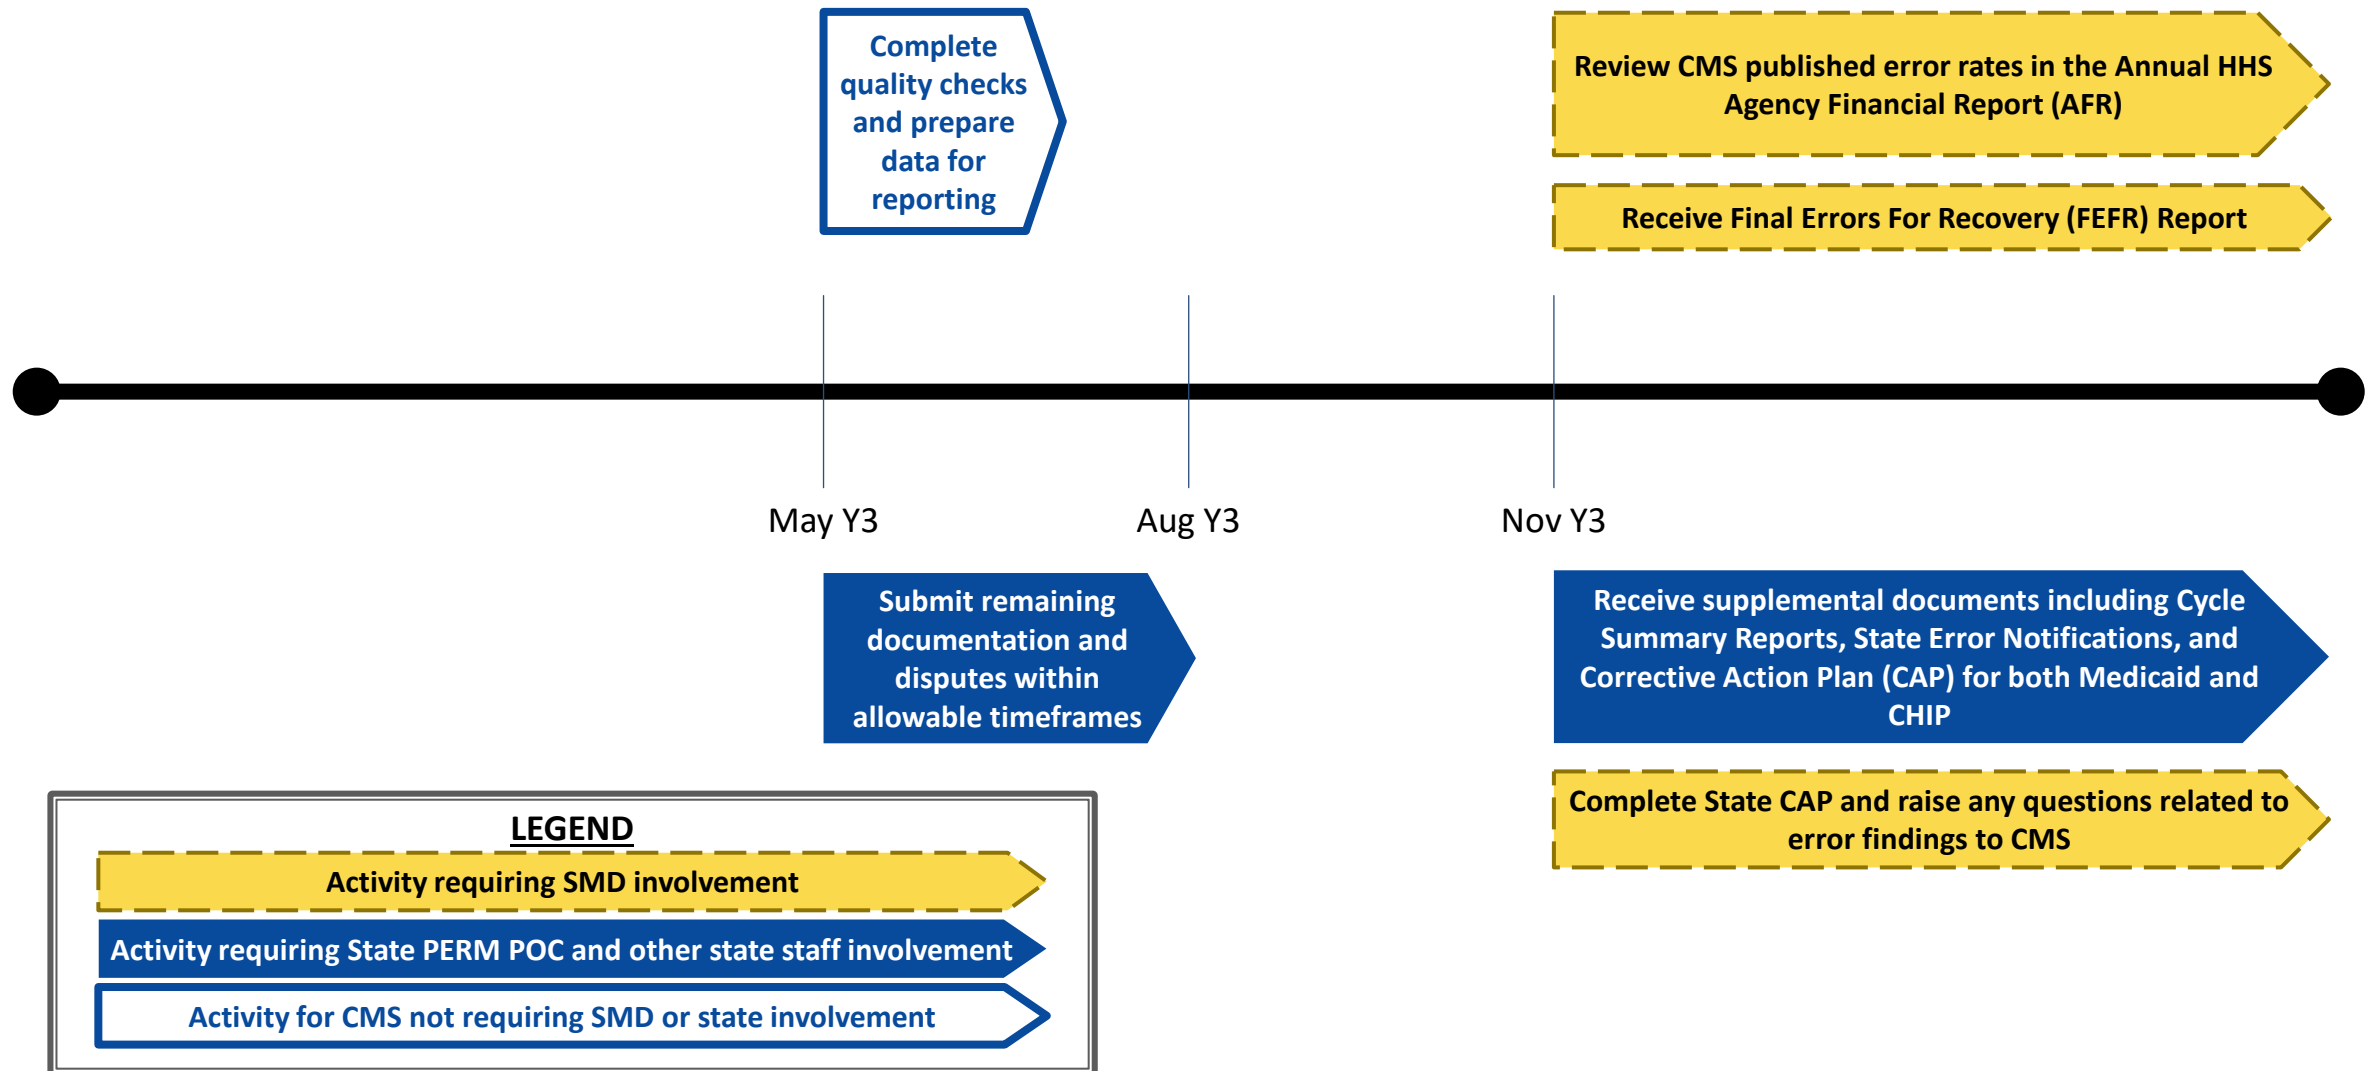 Complete
quality checks
and prepare
data for
reporting
Review CMS published error rates in the Annual HHS
Agency Financial Report (AFR)
Receive Final Errors For Recovery (FEFR) Report
May Y3
Aug Y3
Nov Y3
Submit remaining
documentation and
disputes within
allowable timeframes
Receive supplemental documents including Cycle
Summary Reports, State Error Notifications, and
Corrective Action Plan (CAP) for both Medicaid and
CHIP
Complete State CAP and raise any questions related to
error findings to CMS
LEGEND
Activity requiring SMD involvement
Activity requiring State PERM POC and other state staff involvement
Activity for CMS not requiring SMD or state involvement